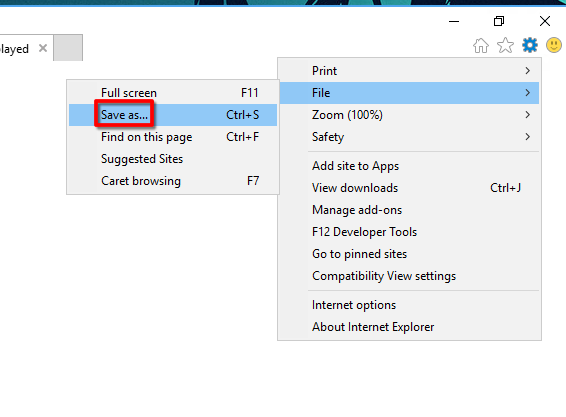 played
Print
File
Zoom (100%)
Safety
Add site to Apps
View downloads Ctrl+J
Manage add-ons
F12 Developer Tools
Go to pinned sites
Compatibility View settings
Internet options
About Internet Explorer
Full screen F11
Save as... Ctrl+S
Find on this page Ctrl+F
Suggested Sites
Caret browsing F7